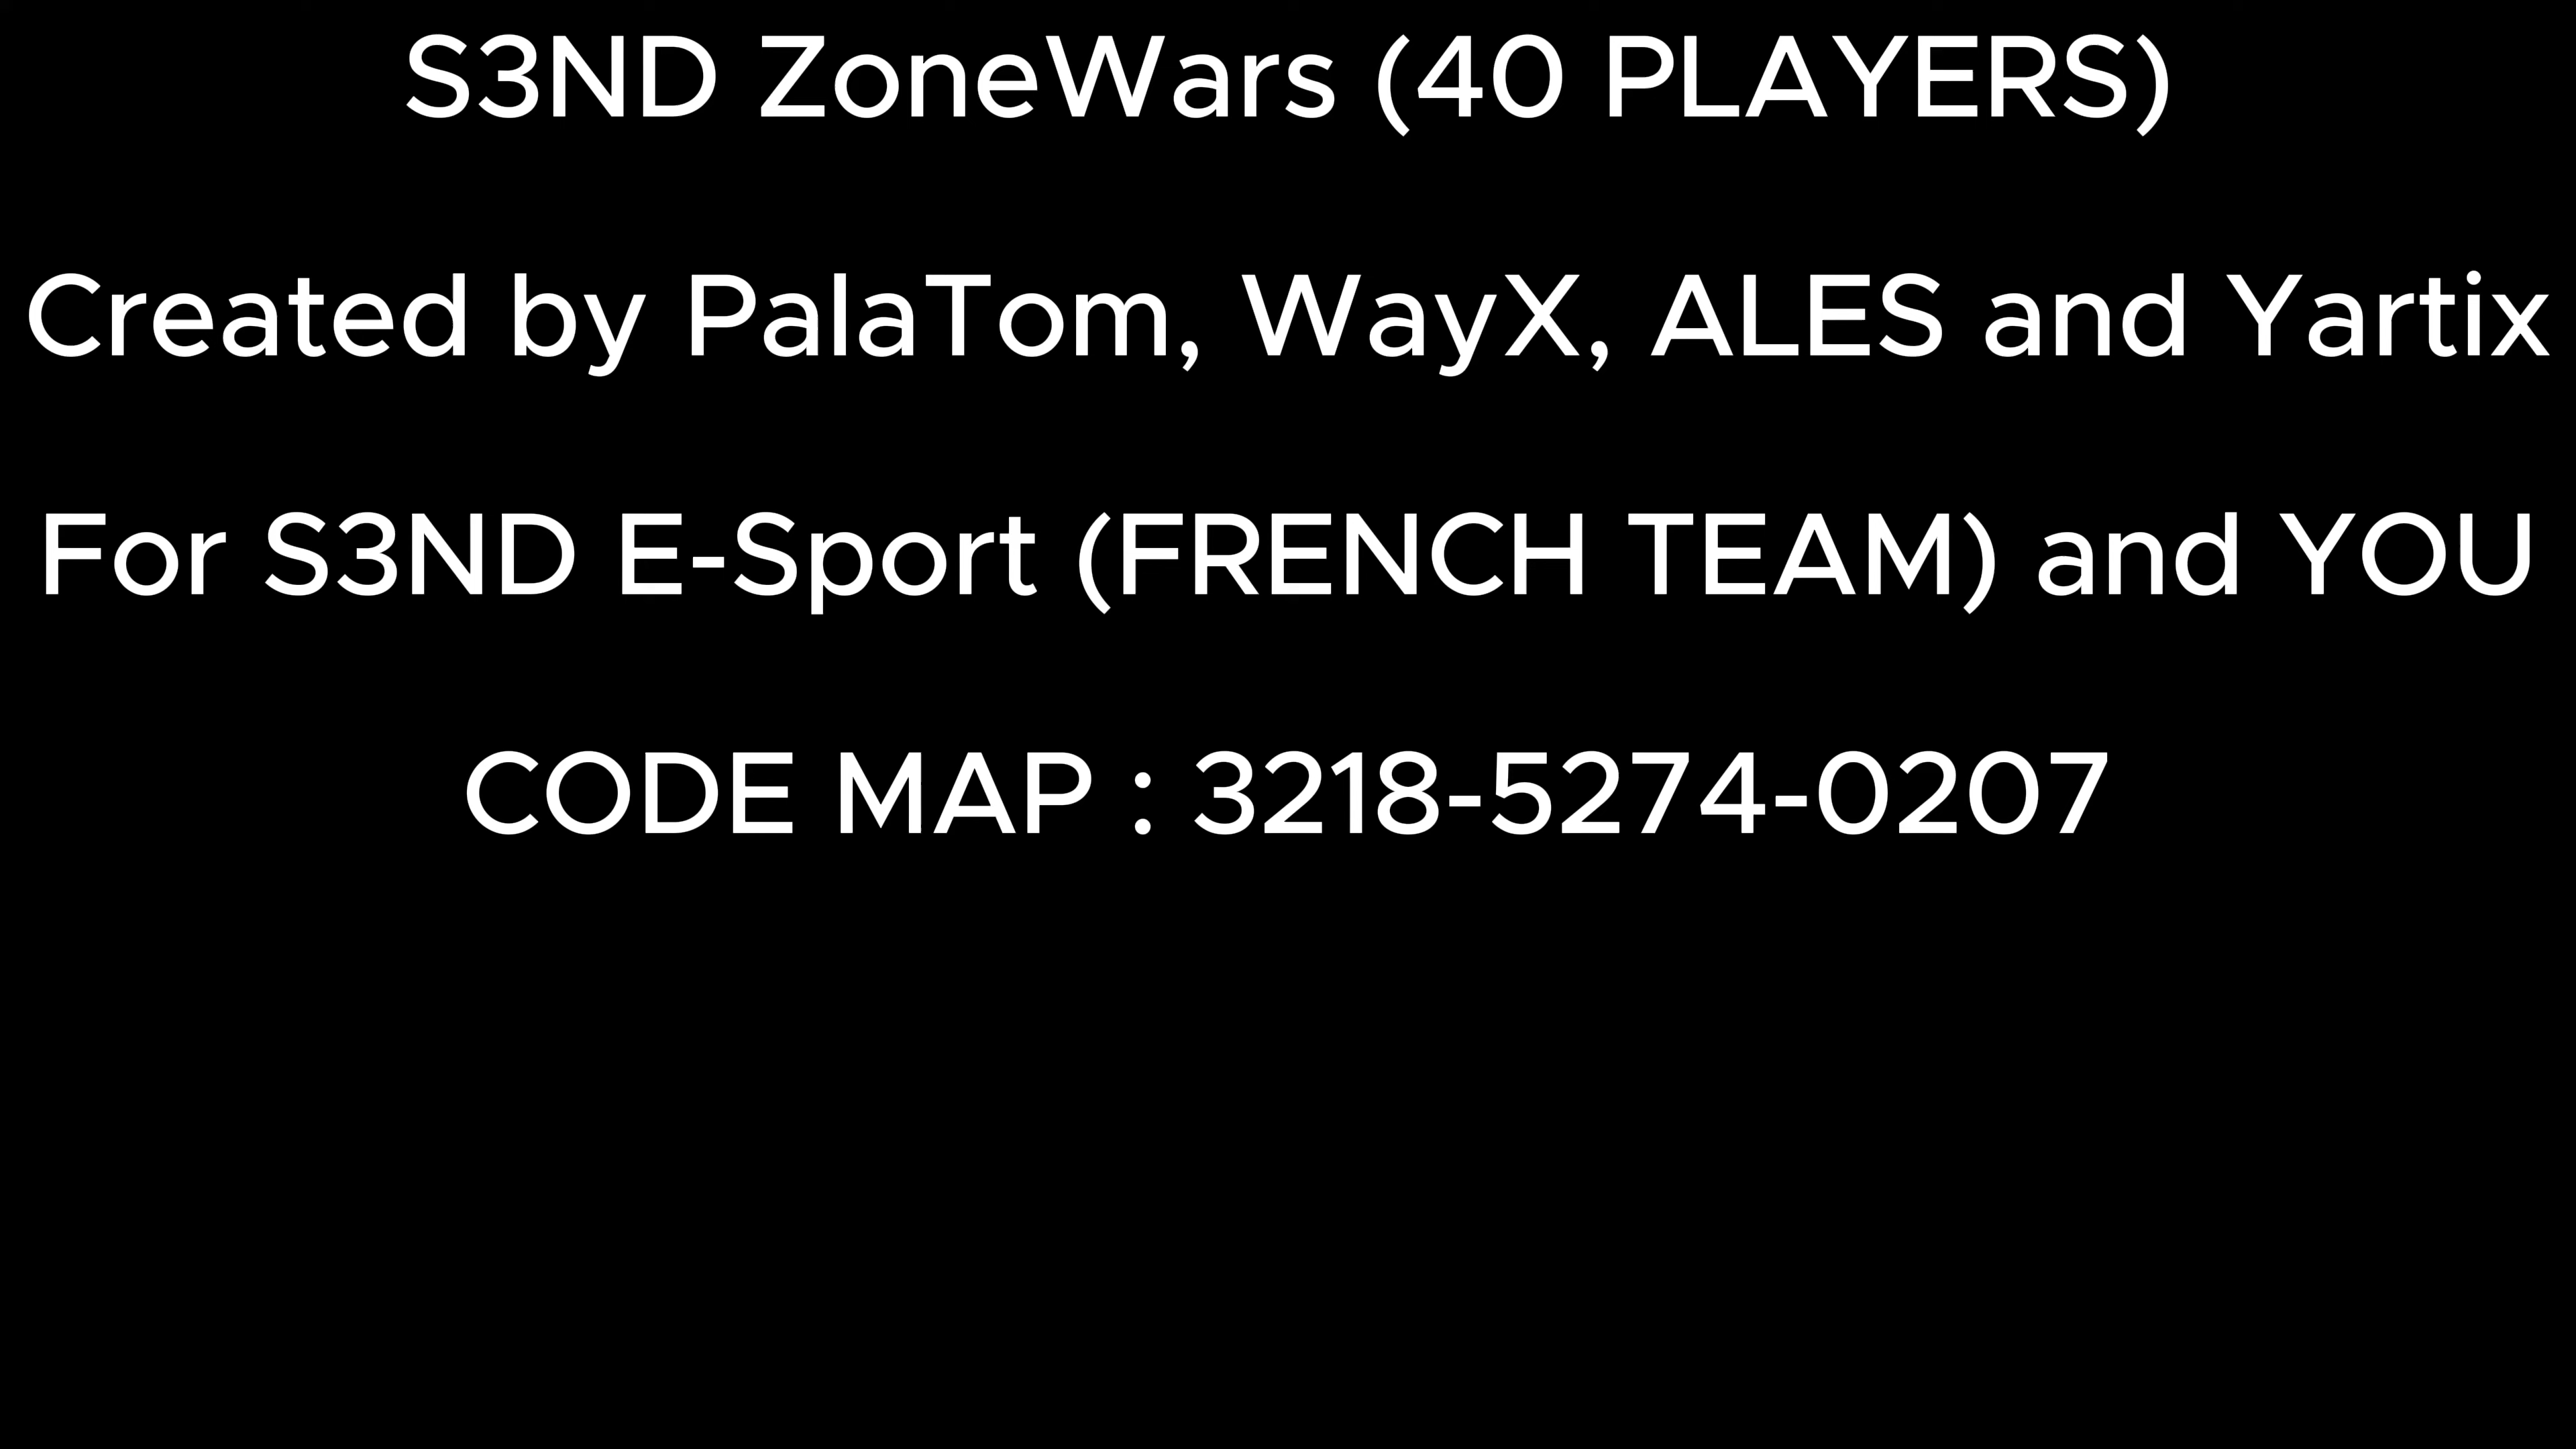 S3ND ZoneWars (40 PLAYERS)
Created by PalaTom, WayX, ALES and Yartix
For S3ND E-Sport (FRENCH TEAM) and YOU
CODE MAP : 3218-5274-0207